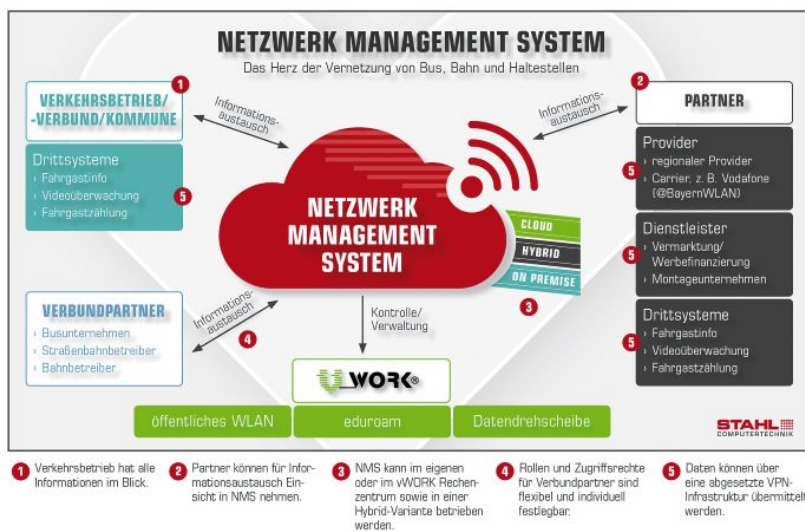 NETZWERK MANAGEMENT SYSTEM
Das Herz der Vernetzung von Bus, Bahn und Haltestellen
1
VERKEHRSBETRIEB/
-VERBUND/KOMMUNE
Drittsysteme
› Fahrgastinfo
› Videoüberwachung
› Fahrgastzählung
5
Informations-
austausch
NETZWERK
MANAGEMENT
SYSTEM
CLOUD
HYBRID
ON PREMISE
3
Informations-
austausch
2
PARTNER
Provider
› regionaler Provider
› Carrier, z. B. Vodafone
(@BayernWLAN)
5
Dienstleister
› Vermarktung/
Werbefinanzierung
› Montageunternehmen
5
Drittsysteme
› Fahrgastinfo
› Videoüberwachung
› Fahrgastzählung
5
VERBUNDPARTNER
› Busunternehmen
› Straßenbahnbetreiber
› Bahnbetreiber
Informations-
austausch
4
Kontrolle/
Verwaltung
V WORK®
öffentliches WLAN
eduroam
Datendrehscheibe
STAHL
COMPUTERTECHNIK
1 Verkehrsbetrieb hat alle
Informationen im Blick.
2 Partner können für Infor-
mationsaustausch Ein-
sicht in NMS nehmen.
3 NMS kann im eigenen
oder im vWORK Rechen-
zentrum sowie in einer
Hybrid-Variante betrieben
werden.
4 Rollen und Zugriffsrechte
für Verbundpartner sind
flexibel und individuell
festlegbar.
5 Daten können über
eine abgesetzte VPN-
Infrastruktur übermittelt
werden.